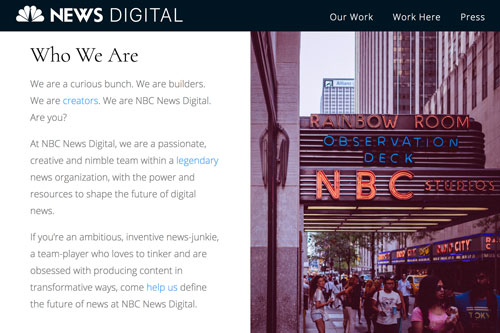 NEWS DIGITAL
Our Work Work Here Press
Who We Are
We are a curious bunch. We are builders.
We are creators. We are NBC News Digital.
Are you?
At NBC News Digital, we are a passionate,
creative and nimble team within a legendary
news organization, with the power and
resources to shape the future of digital
news.
If you're an ambitious, inventive news-junkie,
a team-player who loves to tinker and are
obsessed with producing content in
transformative ways, come help us define
the future of news at NBC News Digital.
Allianz
RAINBOW ROOM
OBSERVATION
DECK
NBC STUDIOS